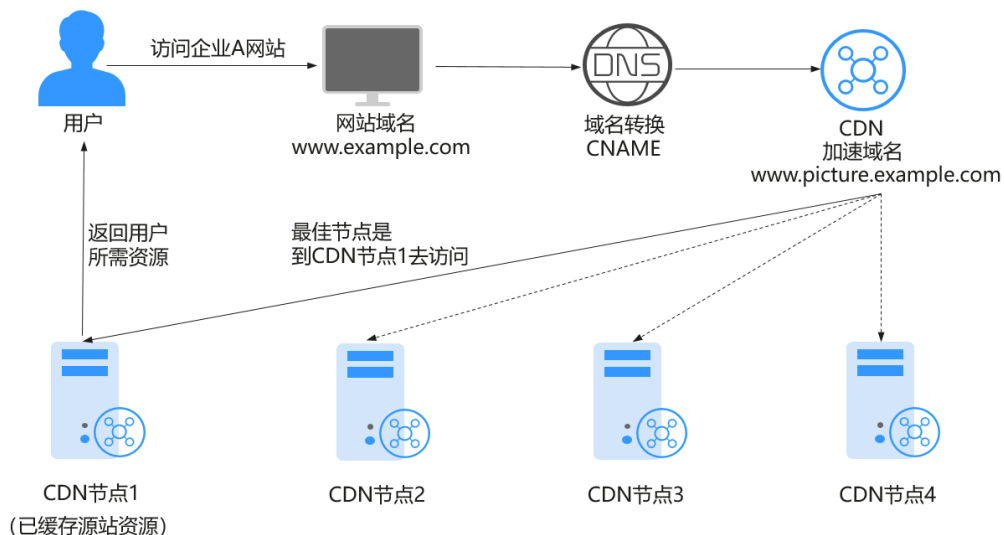 访问企业A网站
DNS
用户
网站域名
www.example.com
域名转换
CNAME
CDN
加速域名
www.picture.example.com
返回用户
所需资源
最佳节点是
到CDN节点1去访问
CDN节点1
(已缓存源站资源)
CDN节点2
CDN节点3
CDN节点4